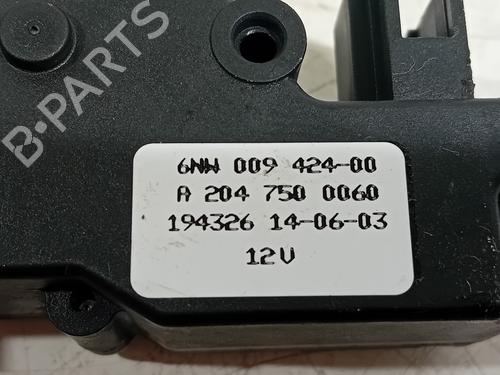 B-PARTS
6NW 009 424-00
A 204 750 0060
194326 14-06-03
12V